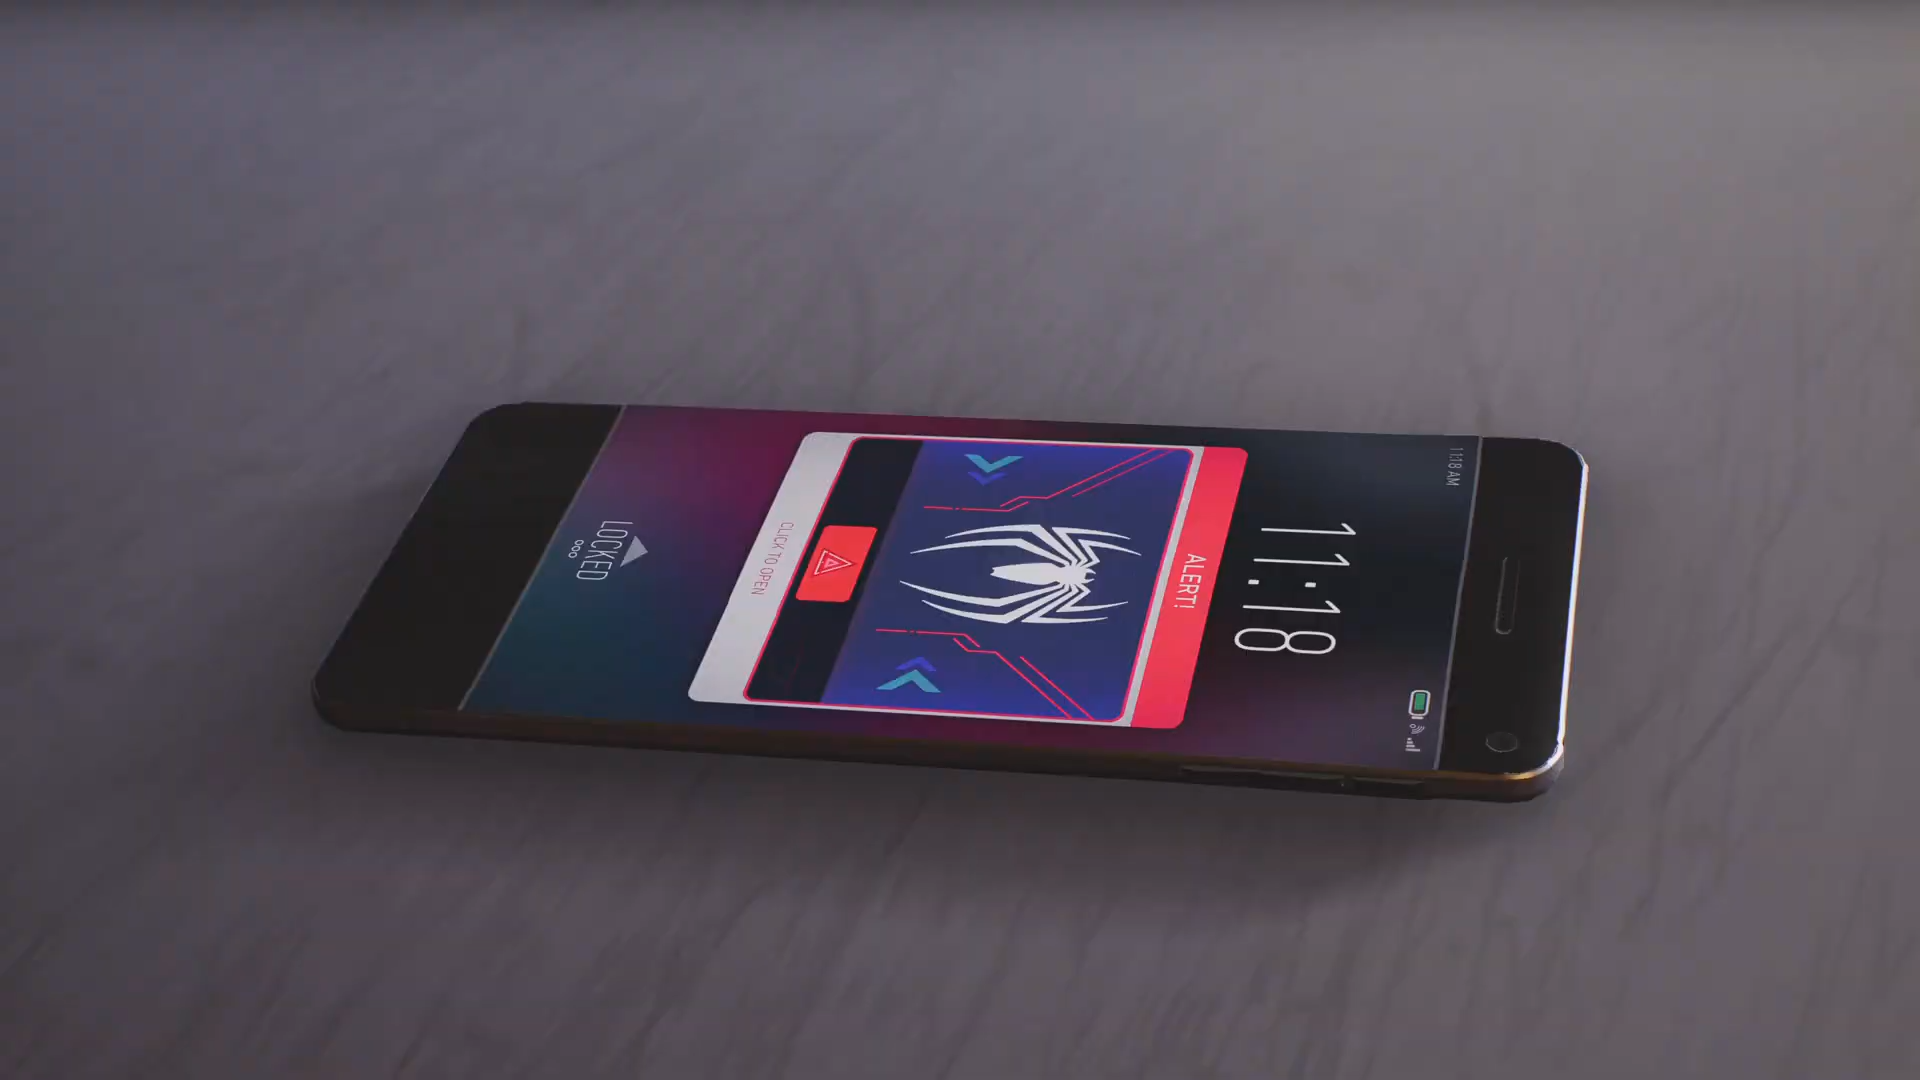 11:18 AM
11:18
ALERT!
CLICK TO OPEN
LOCKED